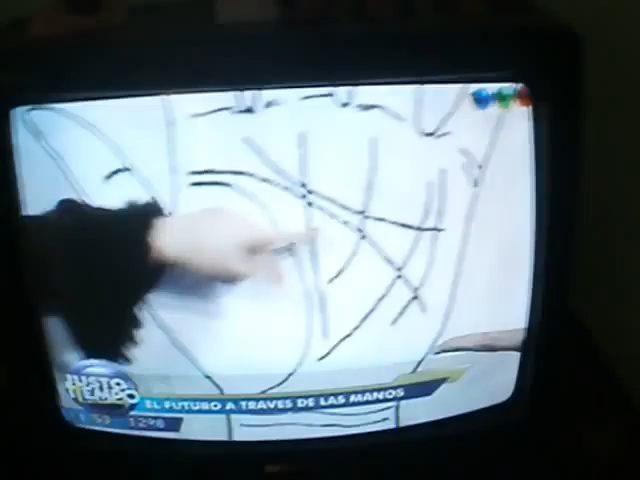 JUSTO
TIEMPO
EL FUTURO A TRAVES DE LAS MANOS